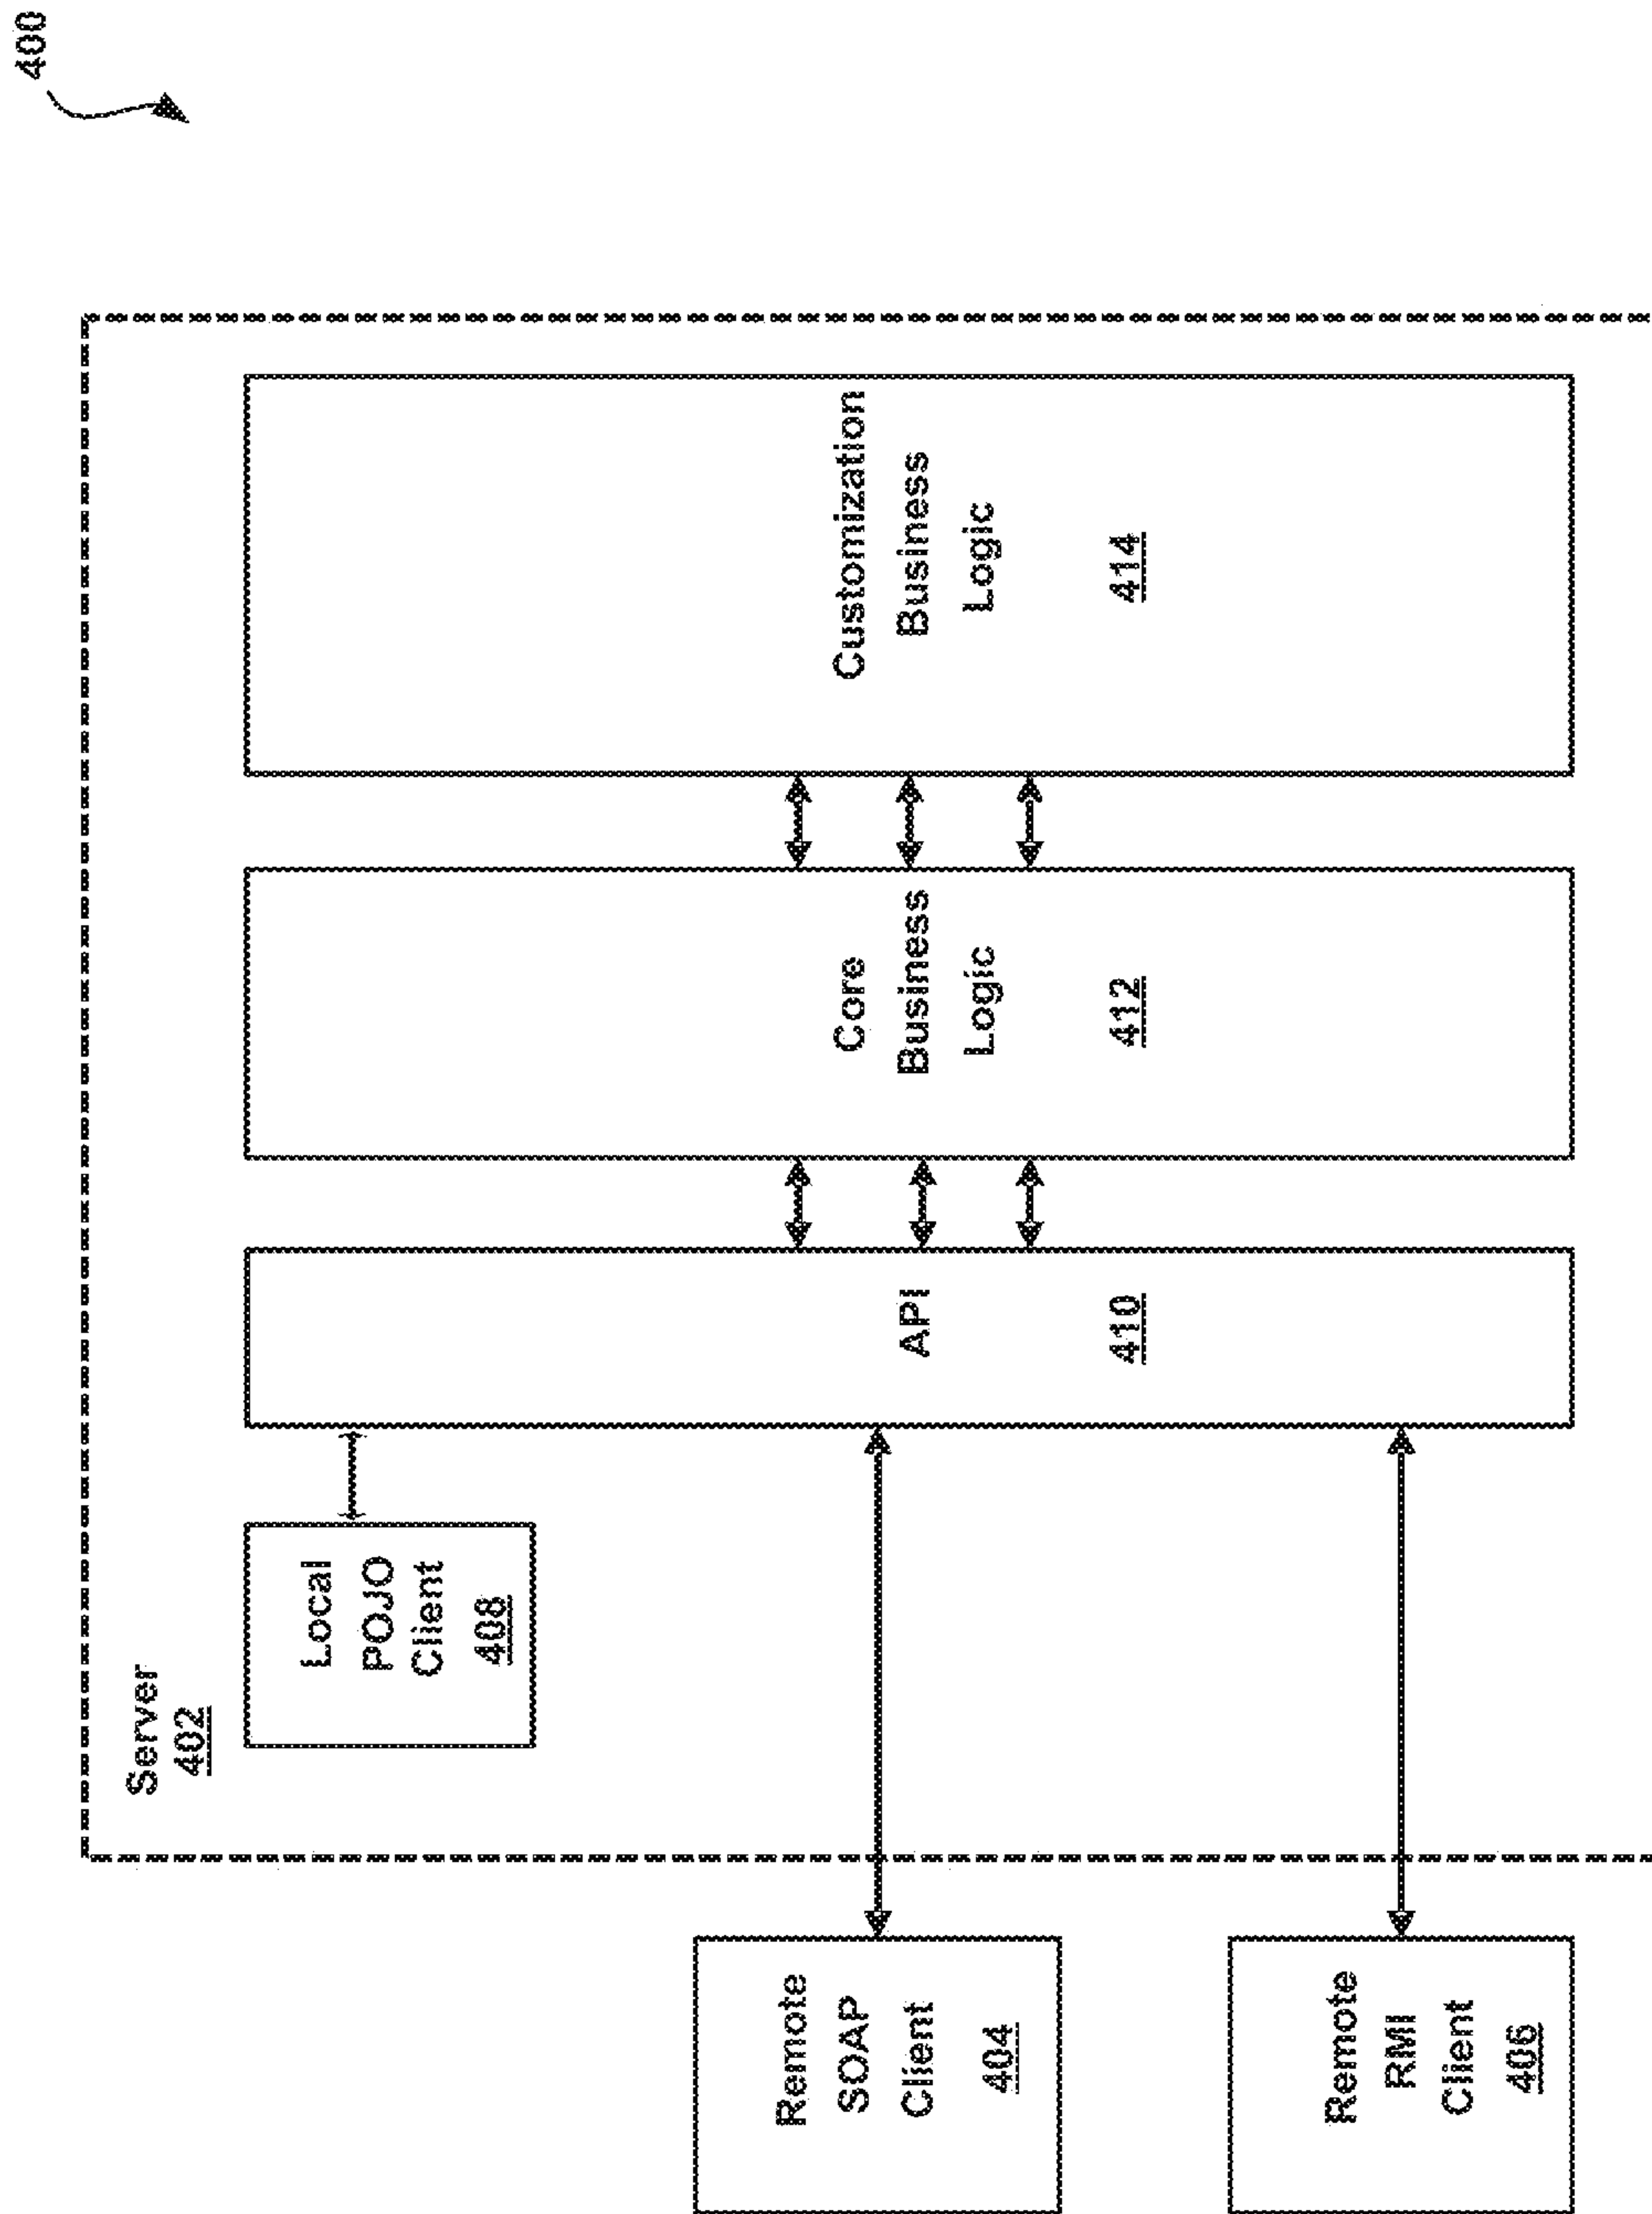 400
Server
402
Local
POJO
Client
408
Remote
SOAP
Client
404
Remote
RMI
Client
406
API
410
Core
Business
Logic
412
Customization
Business
Logic
414